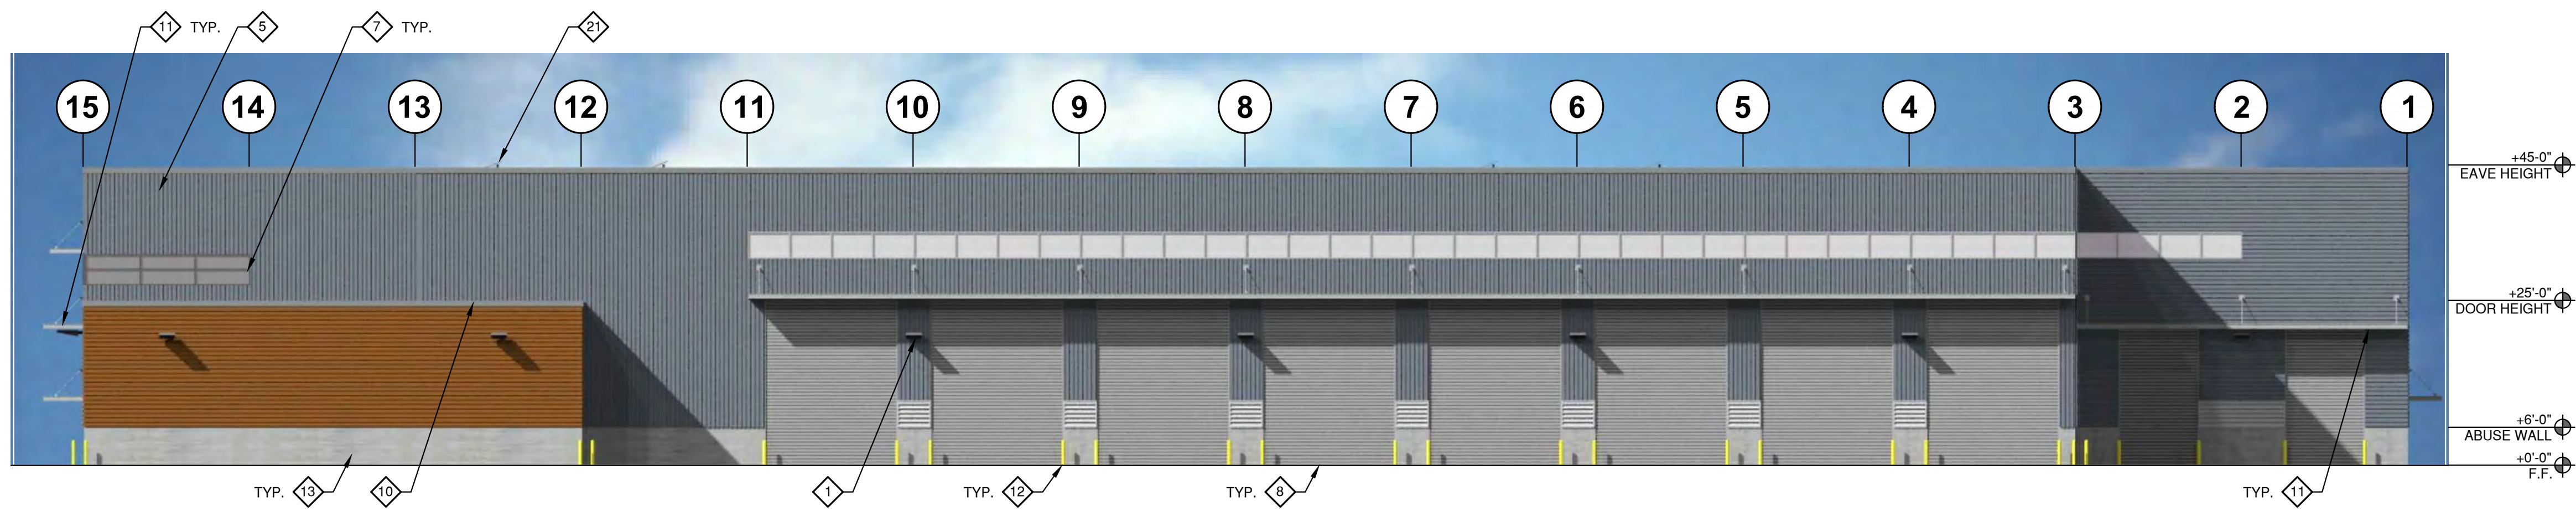 11 TYP. 5 7 TYP. 21
15 14 13 12 11 10 9 8 7 6 5 4 3 2 1
+45-0"
EAVE HEIGHT
+25'-0"
DOOR HEIGHT
+6'-0"
ABUSE WALL
+0'-0"
F.F.
TYP. 13 10 1 TYP. 12 TYP. 8 TYP. 11